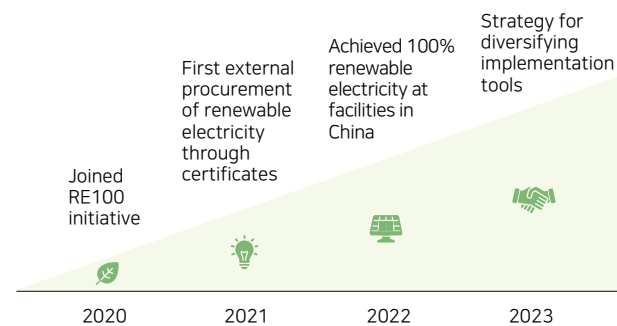 Joined
RE100
initiative
First external
procurement
of renewable
electricity
through
certificates
Achieved 100%
renewable
electricity at
facilities in
China
Strategy for
diversifying
implementation
tools
2020
2021
2022
2023